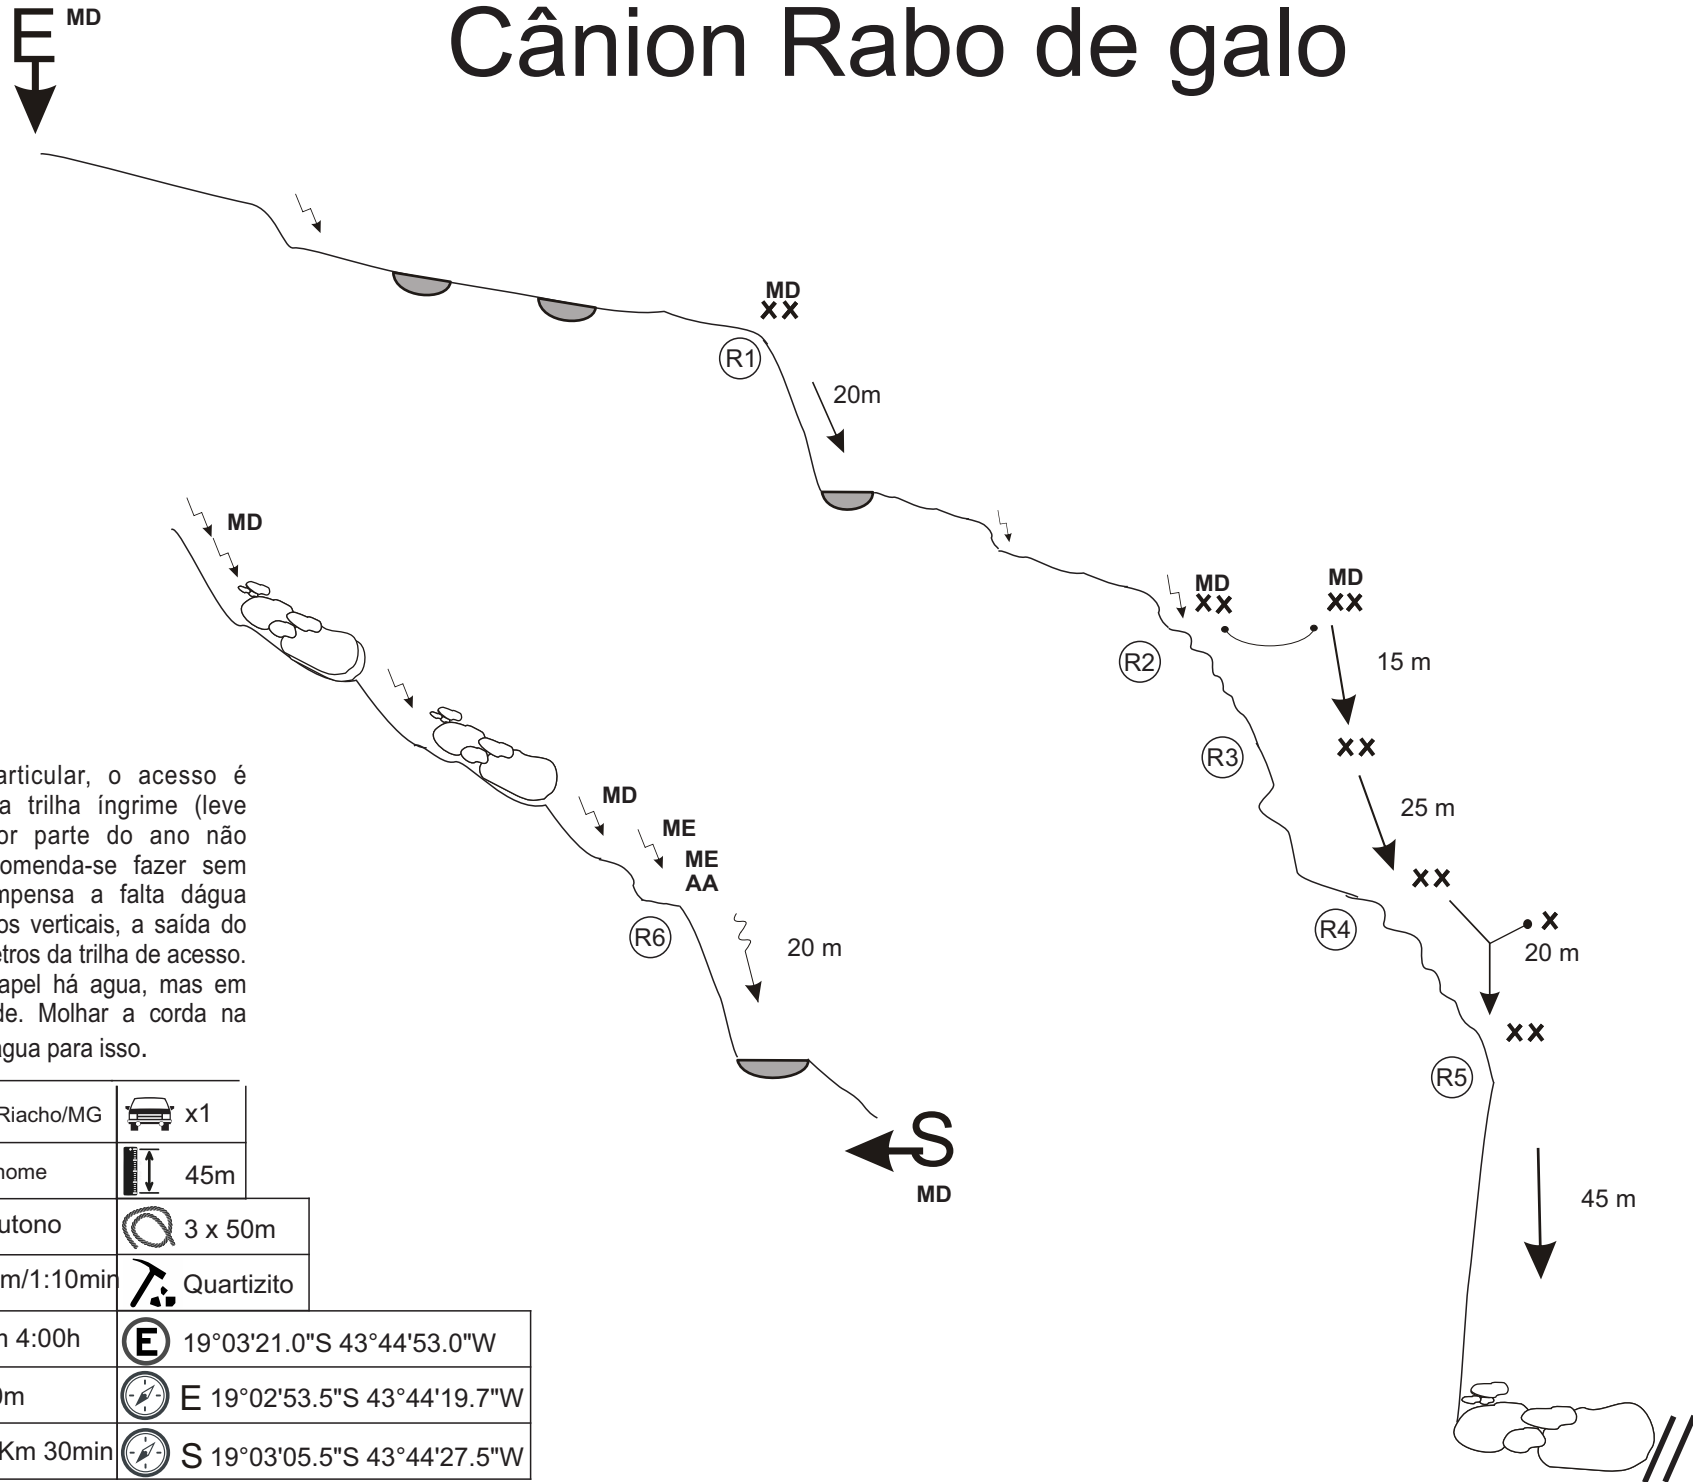 Cânion Rabo de galo
E MD
MD
XX
R1
20m
MD
MD
XX
MD
XX
R2
15 m
R3
XX
25 m
XX
R4
X
20 m
XX
R5
45 m
MD
ME
ME
AA
R6
20 m
S
MD
articular, o acesso é
a trilha íngrime (leve
or parte do ano não
omenda-se fazer sem
mpensa a falta dágua
os verticais, a saída do
etros da trilha de acesso.
apel há agua, mas em
de. Molhar a corda na
água para isso.
Riacho/MG x1
nome 45m
utono 3 x 50m
m/1:10min Quartizito
h 4:00h E 19°03'21.0"S 43°44'53.0"W
0m E 19°02'53.5"S 43°44'19.7"W
Km 30min S 19°03'05.5"S 43°44'27.5"W